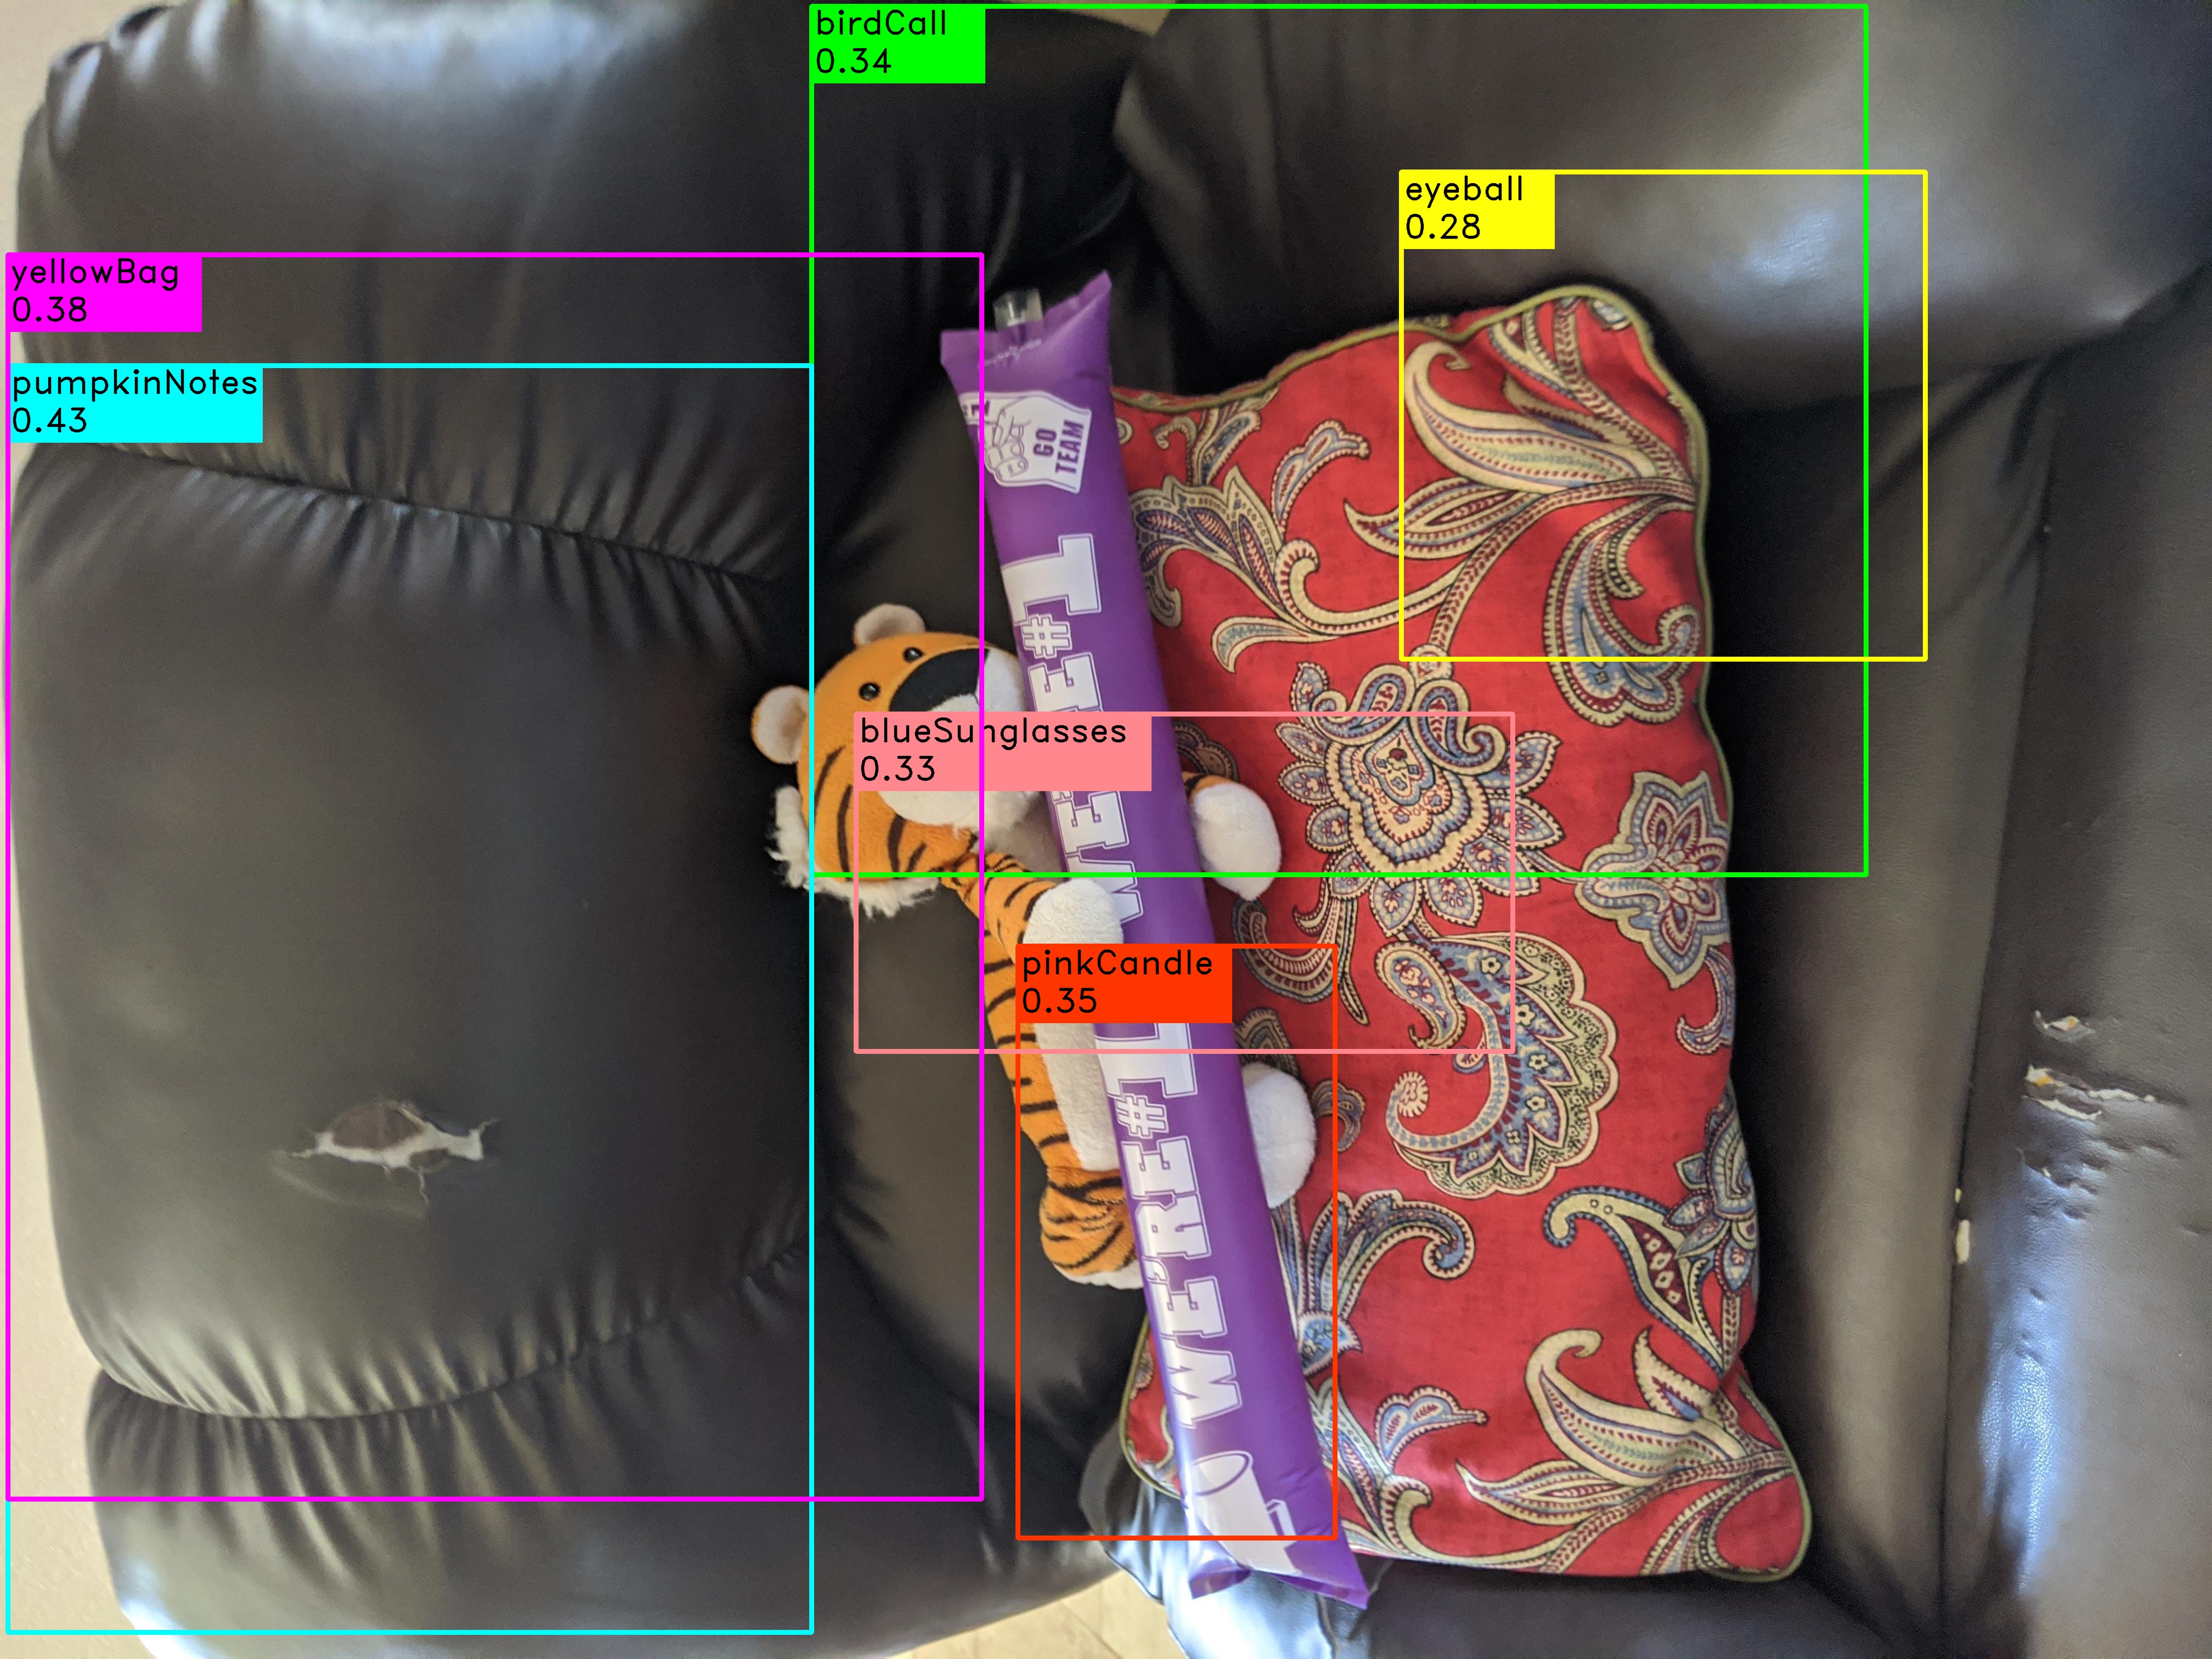 birdCall
0.34
eyeball
0.28
yellowBag
0.38
pumpkinNotes
0.43
GO
TEAM
WE'RE #1 WE'RE #1
blueSunglasses
0.33
pinkCandle
0.35